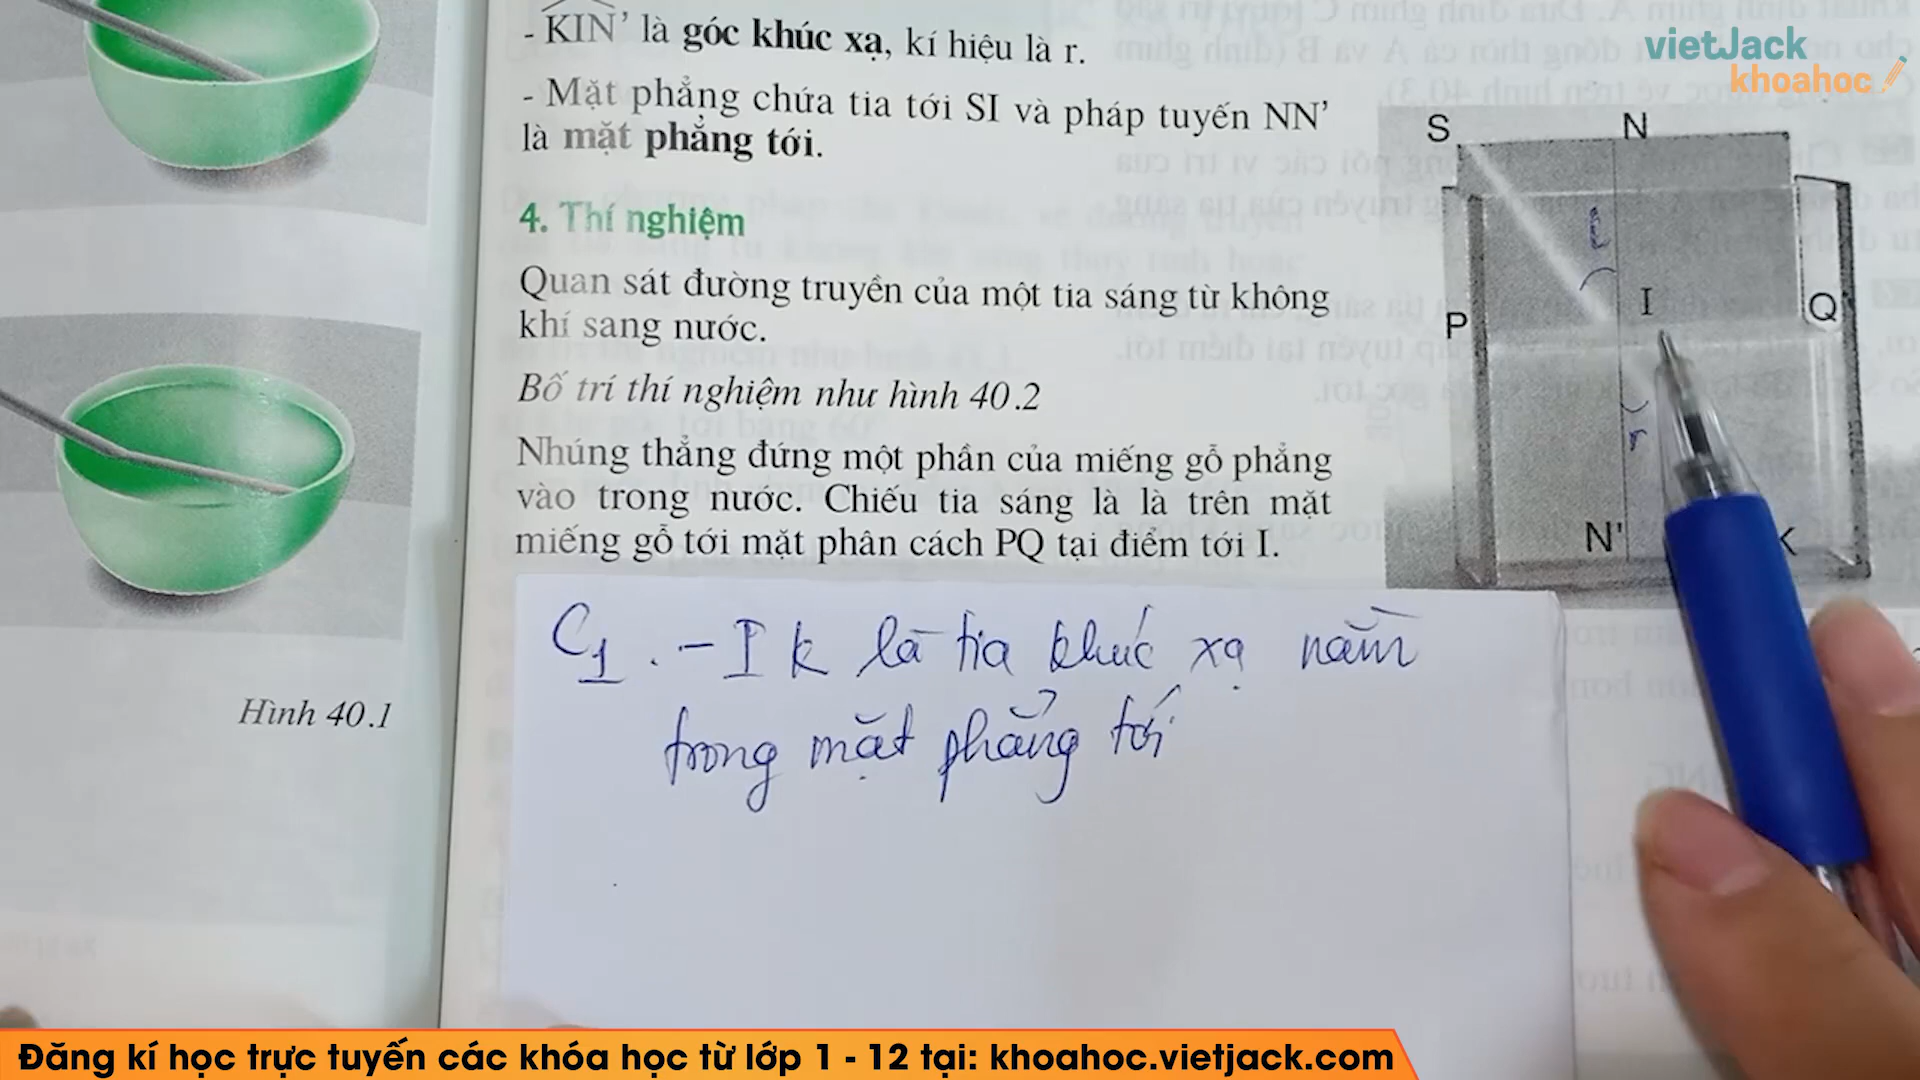 - KIN’ là góc khúc xạ, kí hiệu là r.
- Mặt phẳng chứa tia tới SI và pháp tuyến NN’
là mặt phẳng tới.
4. Thí nghiệm
Quan sát đường truyền của một tia sáng từ không
khí sang nước.
Bố trí thí nghiệm như hình 40.2
Nhúng thẳng đứng một phần của miếng gỗ phẳng
vào trong nước. Chiếu tia sáng là là trên mặt
miếng gỗ tới mặt phân cách PQ tại điểm tới I.
Hình 40.1
C1. - I k là tia khúc xạ nằm
trong mặt phẳng tới
vietJack
khoahoc
S N
I
P Q
N' K
r
Đăng kí học trực tuyến các khóa học từ lớp 1 - 12 tại: khoahoc.vietjack.com